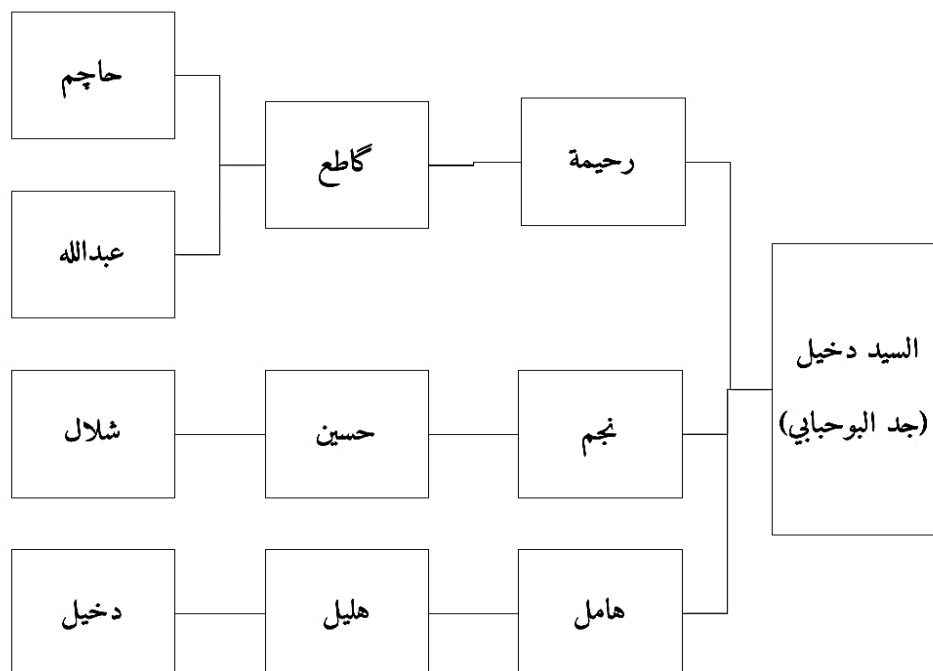 السيد دخيل
(جد البوحبابي)
رحيمة
گاطع
حاچم
عبدالله
نجم
حسين
شلال
هامل
هليل
دخيل